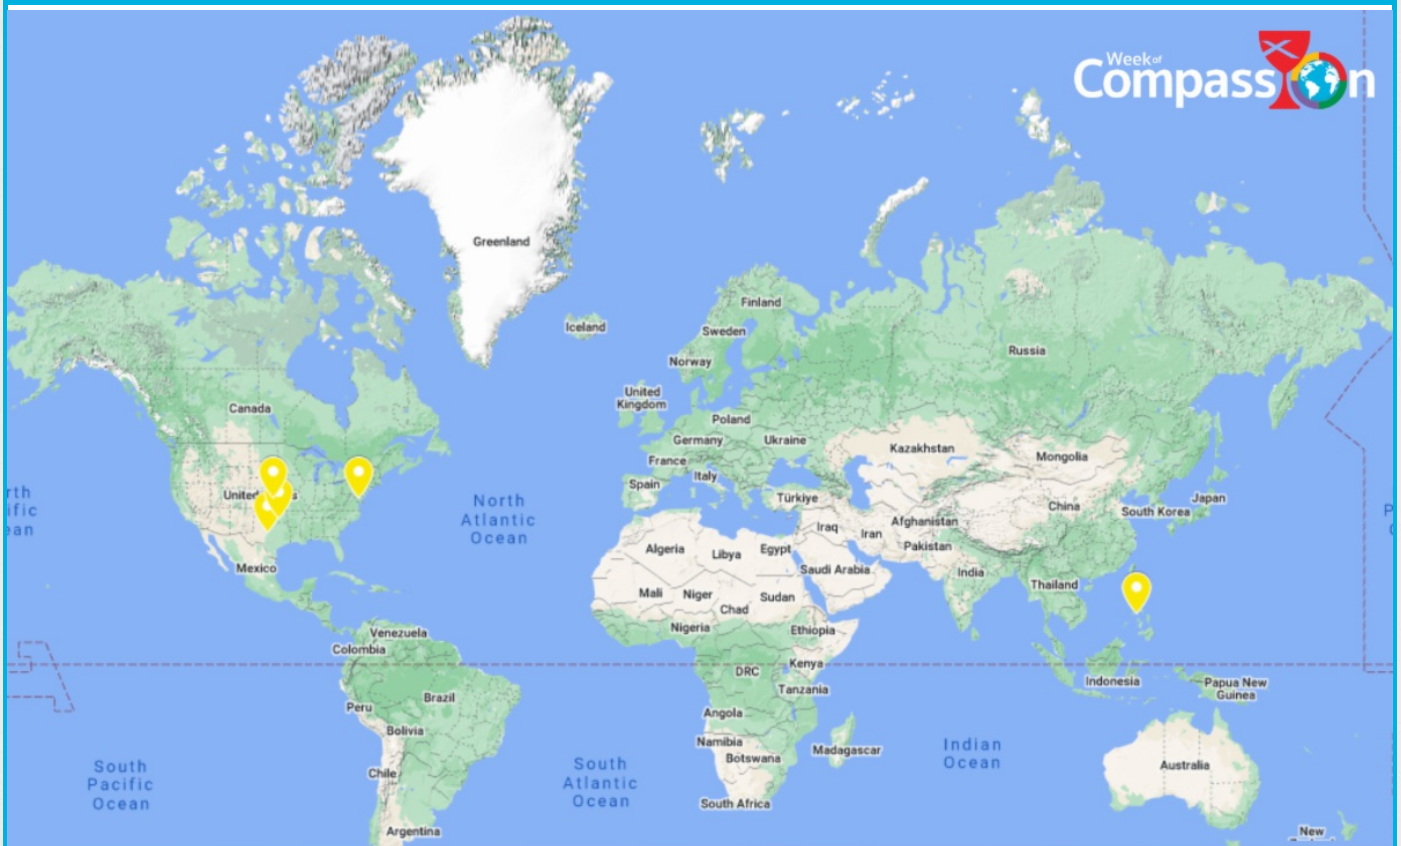 Week of
Compassion
Greenland
Iceland
Finland
Sweden
Norway
Russia
United
Kingdom
Canada
Poland
Germany
Ukraine
Kazakhstan
Mongolia
France
Italy
Spain
Türkiye
Japan
China
South Korea
United
s
North
Atlantic
Ocean
rth
ific
ean
P
Iraq
Iran
Afghanistan
Pakistan
Algeria
Libya
Egypt
Saudi Arabia
India
Thailand
Mexico
Mali
Niger
Chad
Sudan
Nigeria
Ethiopia
Venezuela
Colombia
DRC
Kenya
Tanzania
Indonesia
Papua New
Guinea
Brazil
Peru
Bolivia
Angola
Namibia
Botswana
Madagascar
Indian
Ocean
Australia
South
Pacific
Ocean
South
Atlantic
Ocean
Chile
South Africa
Argentina
New